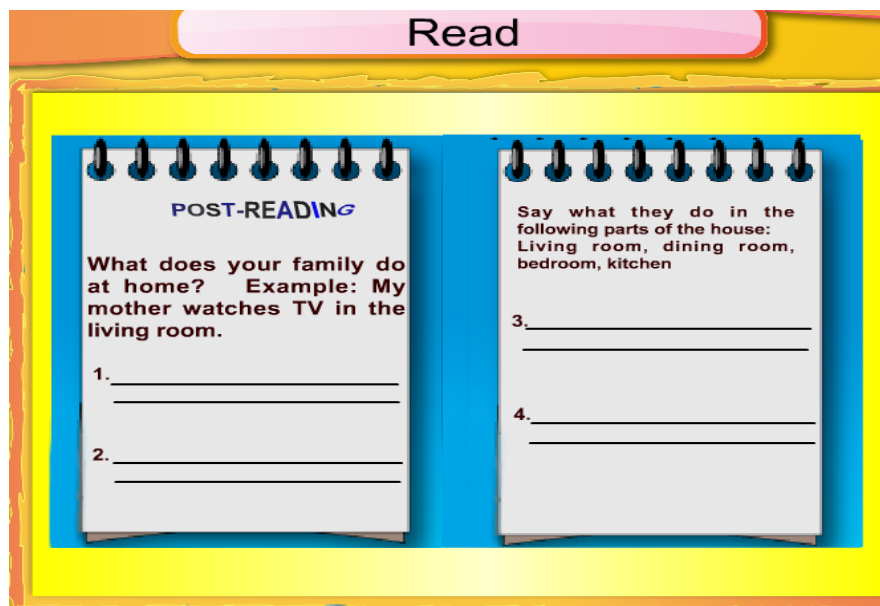 Read
POST-READING
What does your family do
at home? Example: My
mother watches TV in the
living room.
1.
2.
Say what they do in the
following parts of the house:
Living room, dining room,
bedroom, kitchen
3.
4.